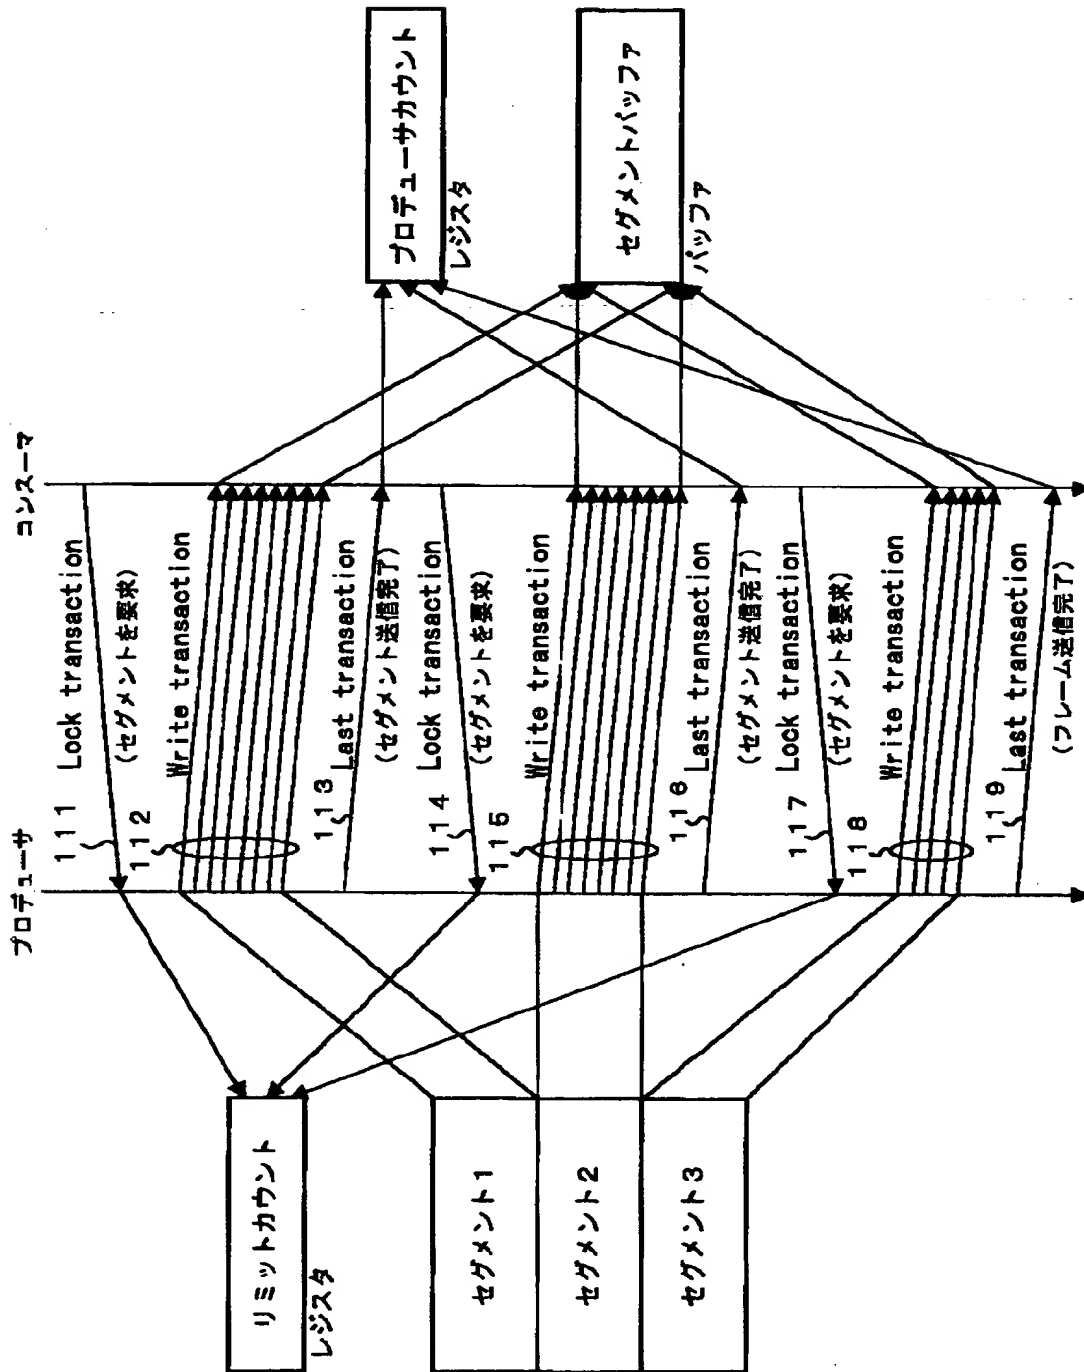 プロデューサ
コンスーマ
リミットカウント
レジスタ
セグメント1
セグメント2
セグメント3
プロデューサカウント
レジスタ
セグメントバッファ
バッファ
111
Lock transaction
(セグメントを要求)
112
Write transaction
113
Last transaction
(セグメント送信完了)
114
Lock transaction
(セグメントを要求)
115
Write transaction
116
Last transaction
(セグメント送信完了)
117
Lock transaction
(セグメントを要求)
118
Write transaction
119
Last transaction
(フレーム送信完了)